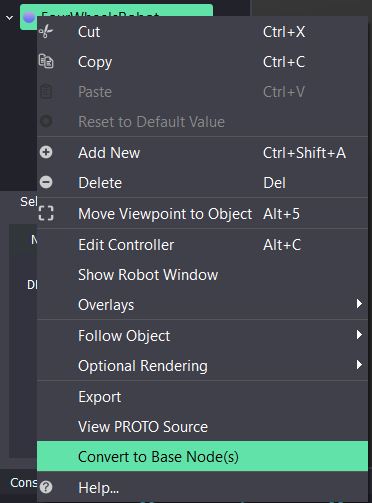 FourWheelsRobot
Cut Ctrl+X
Copy Ctrl+C
Paste Ctrl+V
Reset to Default Value
Add New Ctrl+Shift+A
Delete Del
Sel
Move Viewpoint to Object Alt+5
N
Edit Controller Alt+C
Show Robot Window
DE
Overlays
Follow Object
Optional Rendering
Export
View PROTO Source
Convert to Base Node(s)
Cons
Help...